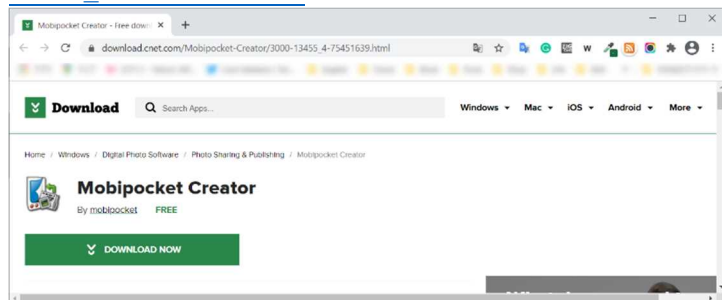 Mobipocket Creator - Free down
download.cnet.com/Mobipocket-Creator/3000-13455_4-75451639.html
Download Search Apps... Windows Mac iOS Android More
Home / Windows / Digital Photo Software / Photo Sharing & Publishing / Mobipocket Creator
Mobipocket Creator
By mobipocket FREE
DOWNLOAD NOW